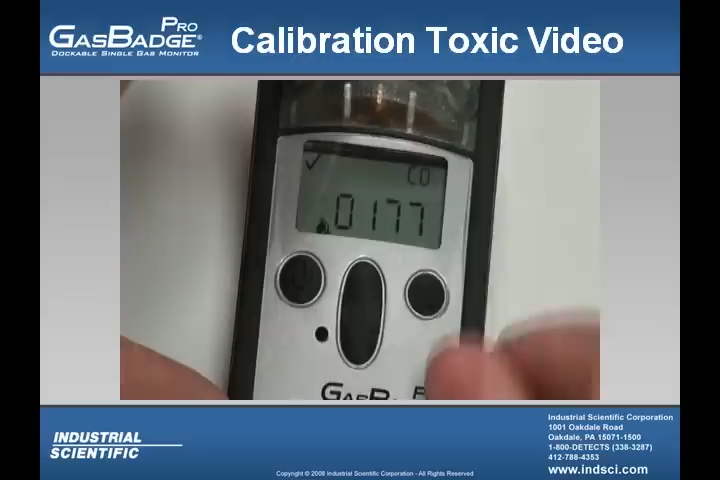 GASBADGE® PRO
DOCKABLE SINGLE GAS MONITOR
Calibration Toxic Video
CO
0177
INDUSTRIAL
SCIENTIFIC
Industrial Scientific Corporation
1001 Oakdale Road
Oakdale, PA 15071-1500
1-800-DETECTS (338-3287)
412-788-4353
www.indsci.com
Copyright © 2008 Industrial Scientific Corporation - All Rights Reserved